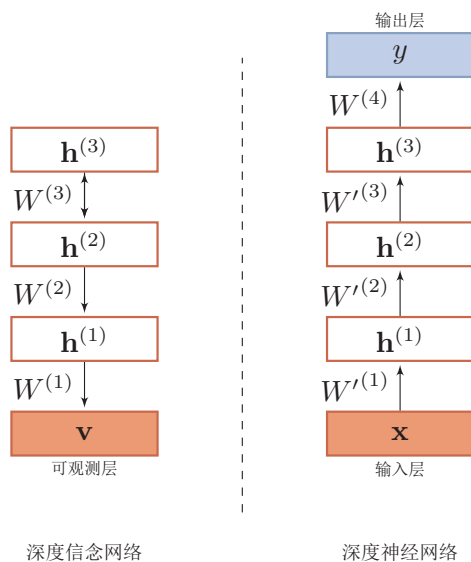 h^(3)
W^(3)
h^(2)
W^(2)
h^(1)
W^(1)
v
可观测层
深度信念网络
输出层
y
W^(4)
h^(3)
W′^(3)
h^(2)
W′^(2)
h^(1)
W′^(1)
x
输入层
深度神经网络